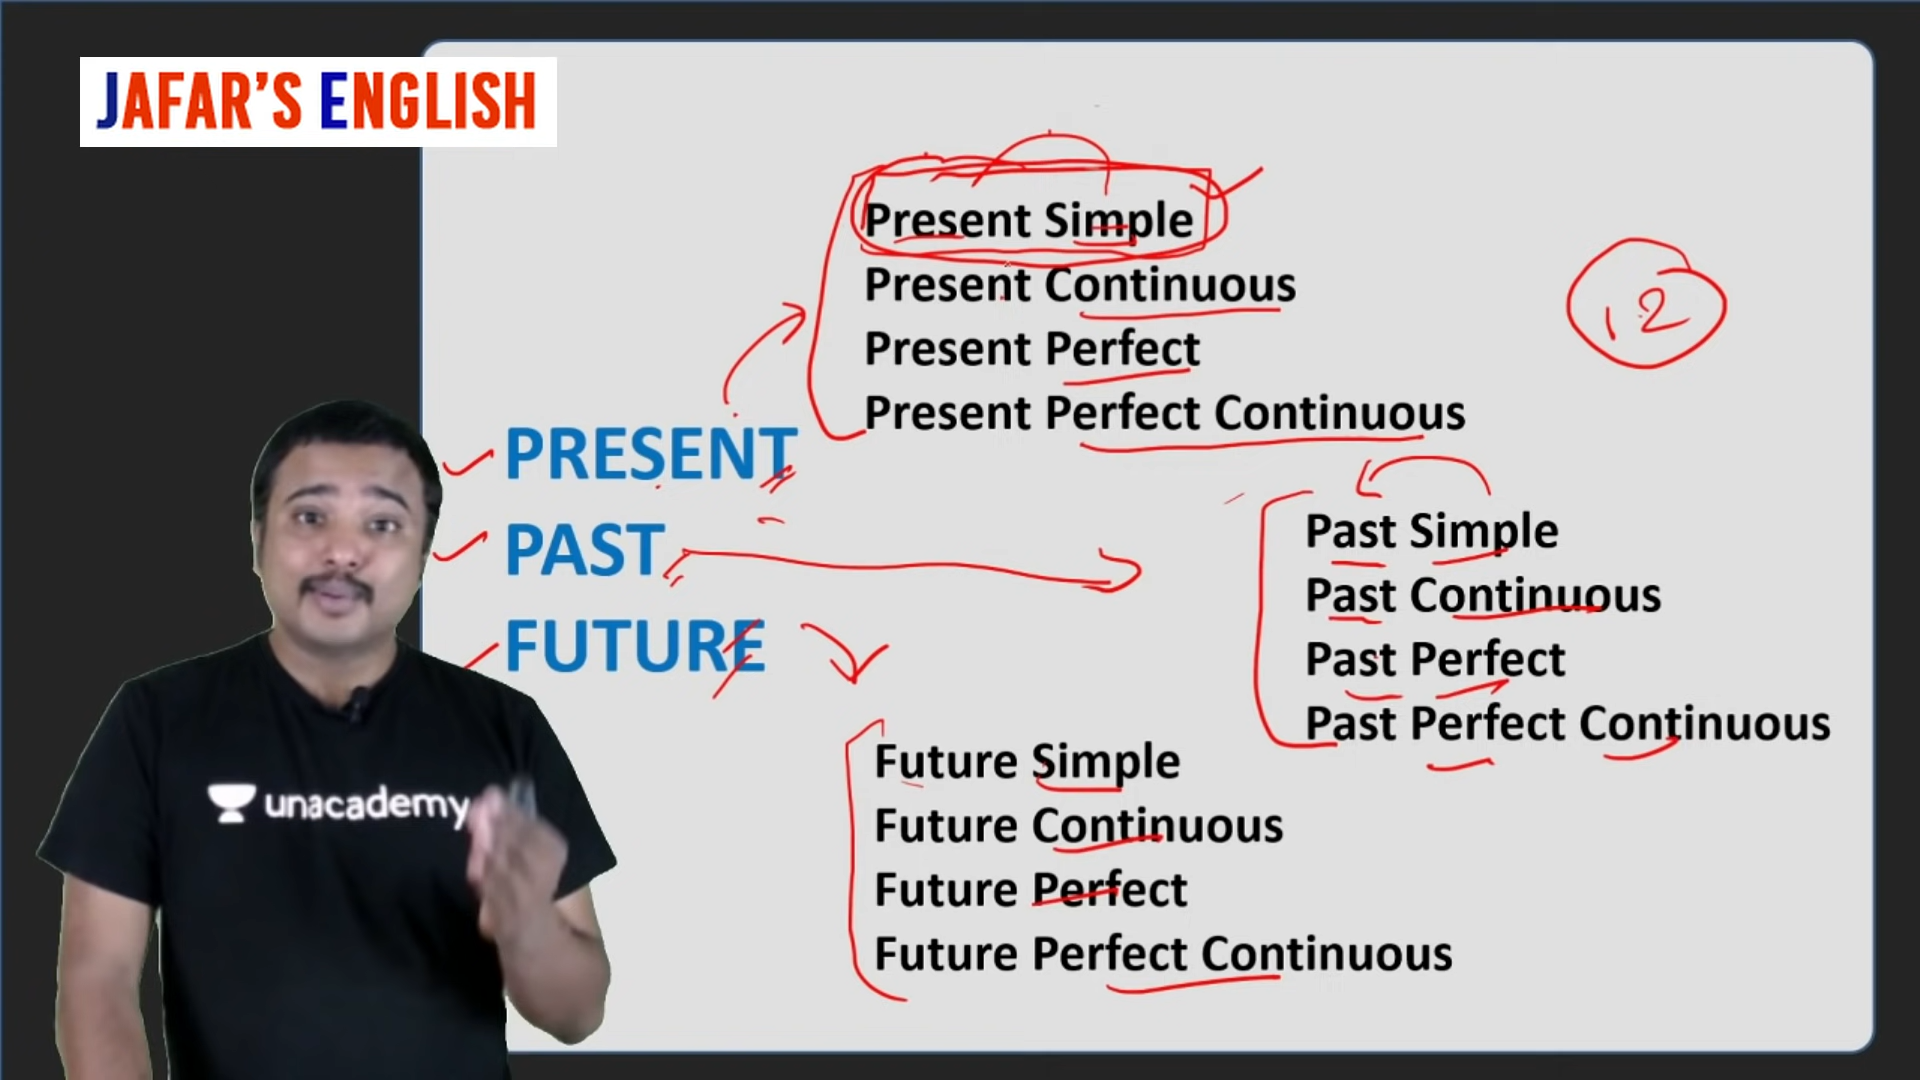 JAFAR'S ENGLISH
Present Simple
Present Continuous
Present Perfect
Present Perfect Continuous
12
PRESENT
PAST
FUTURE
Past Simple
Past Continuous
Past Perfect
Past Perfect Continuous
Future Simple
Future Continuous
Future Perfect
Future Perfect Continuous
unacademy